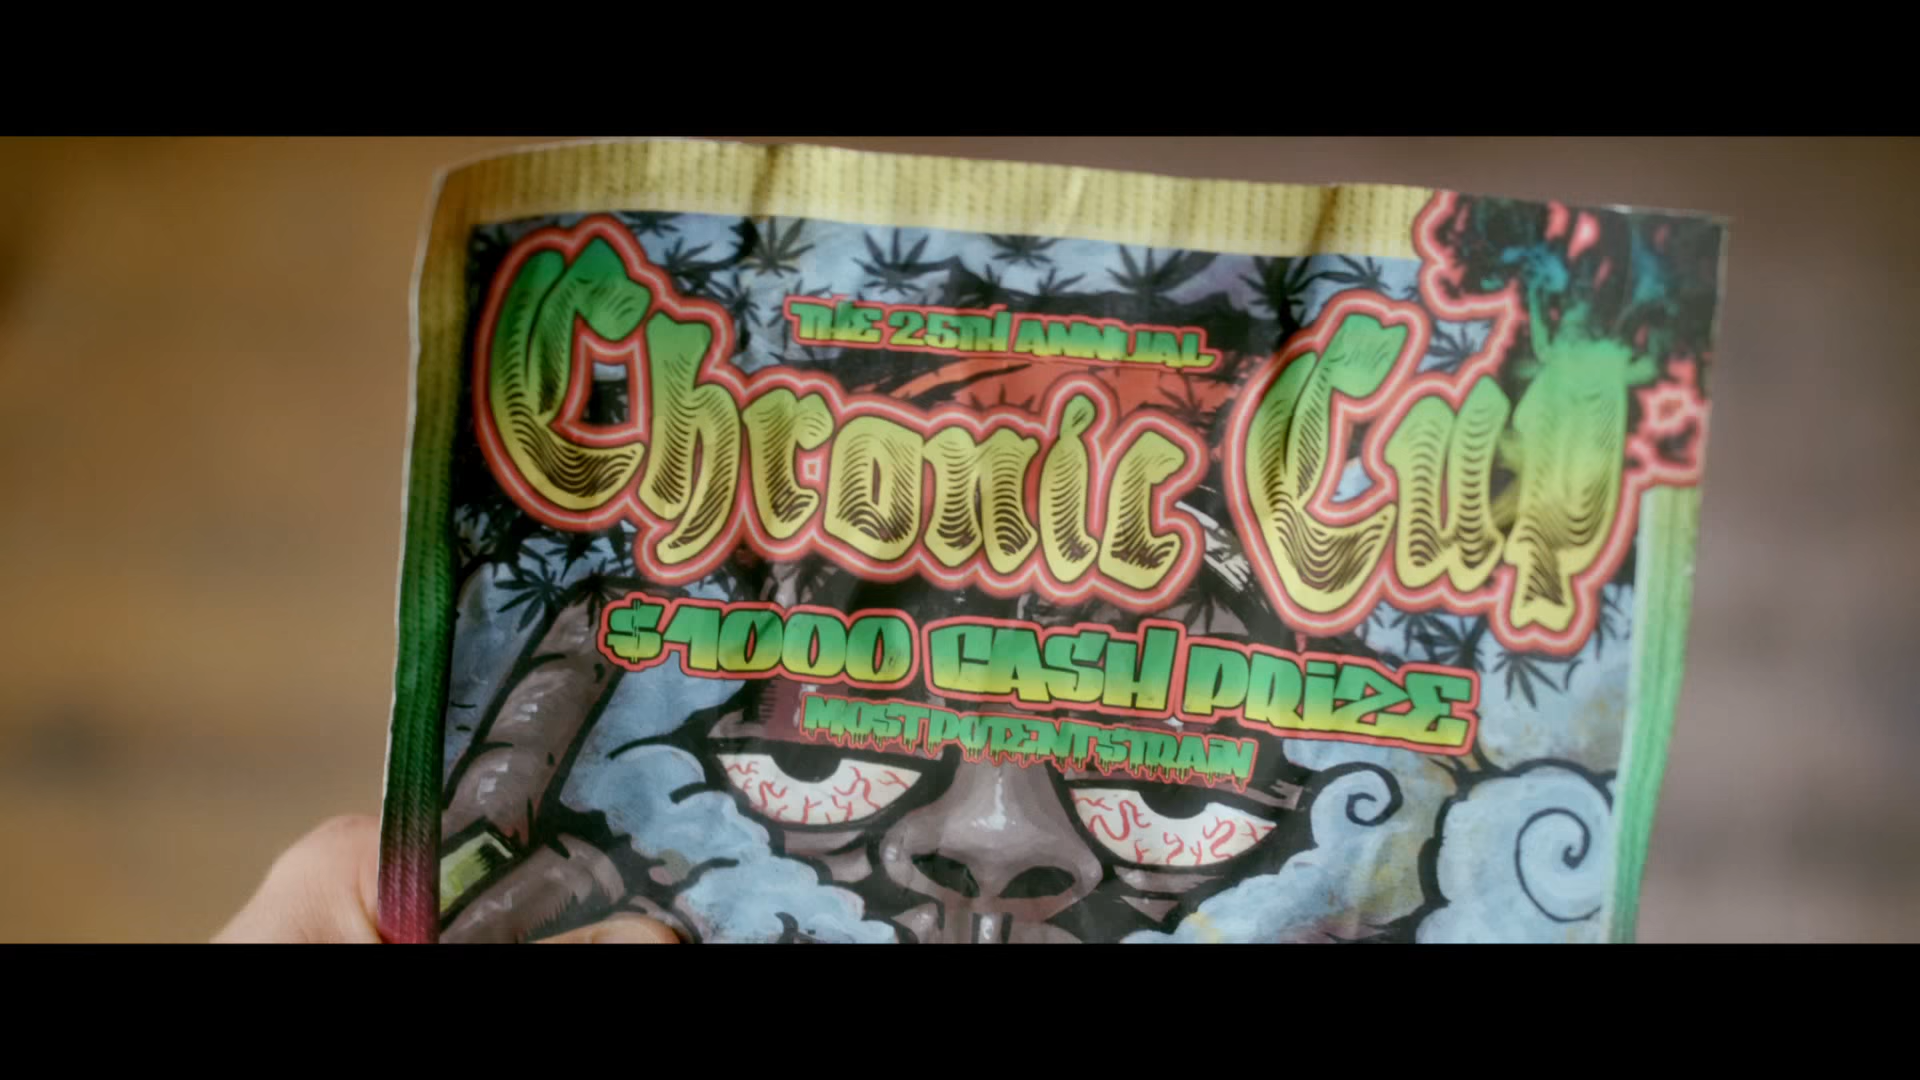 THE 25TH ANNUAL
Chronic Cup
$1000 CASH PRiZE
MOST POTENT STRAiN